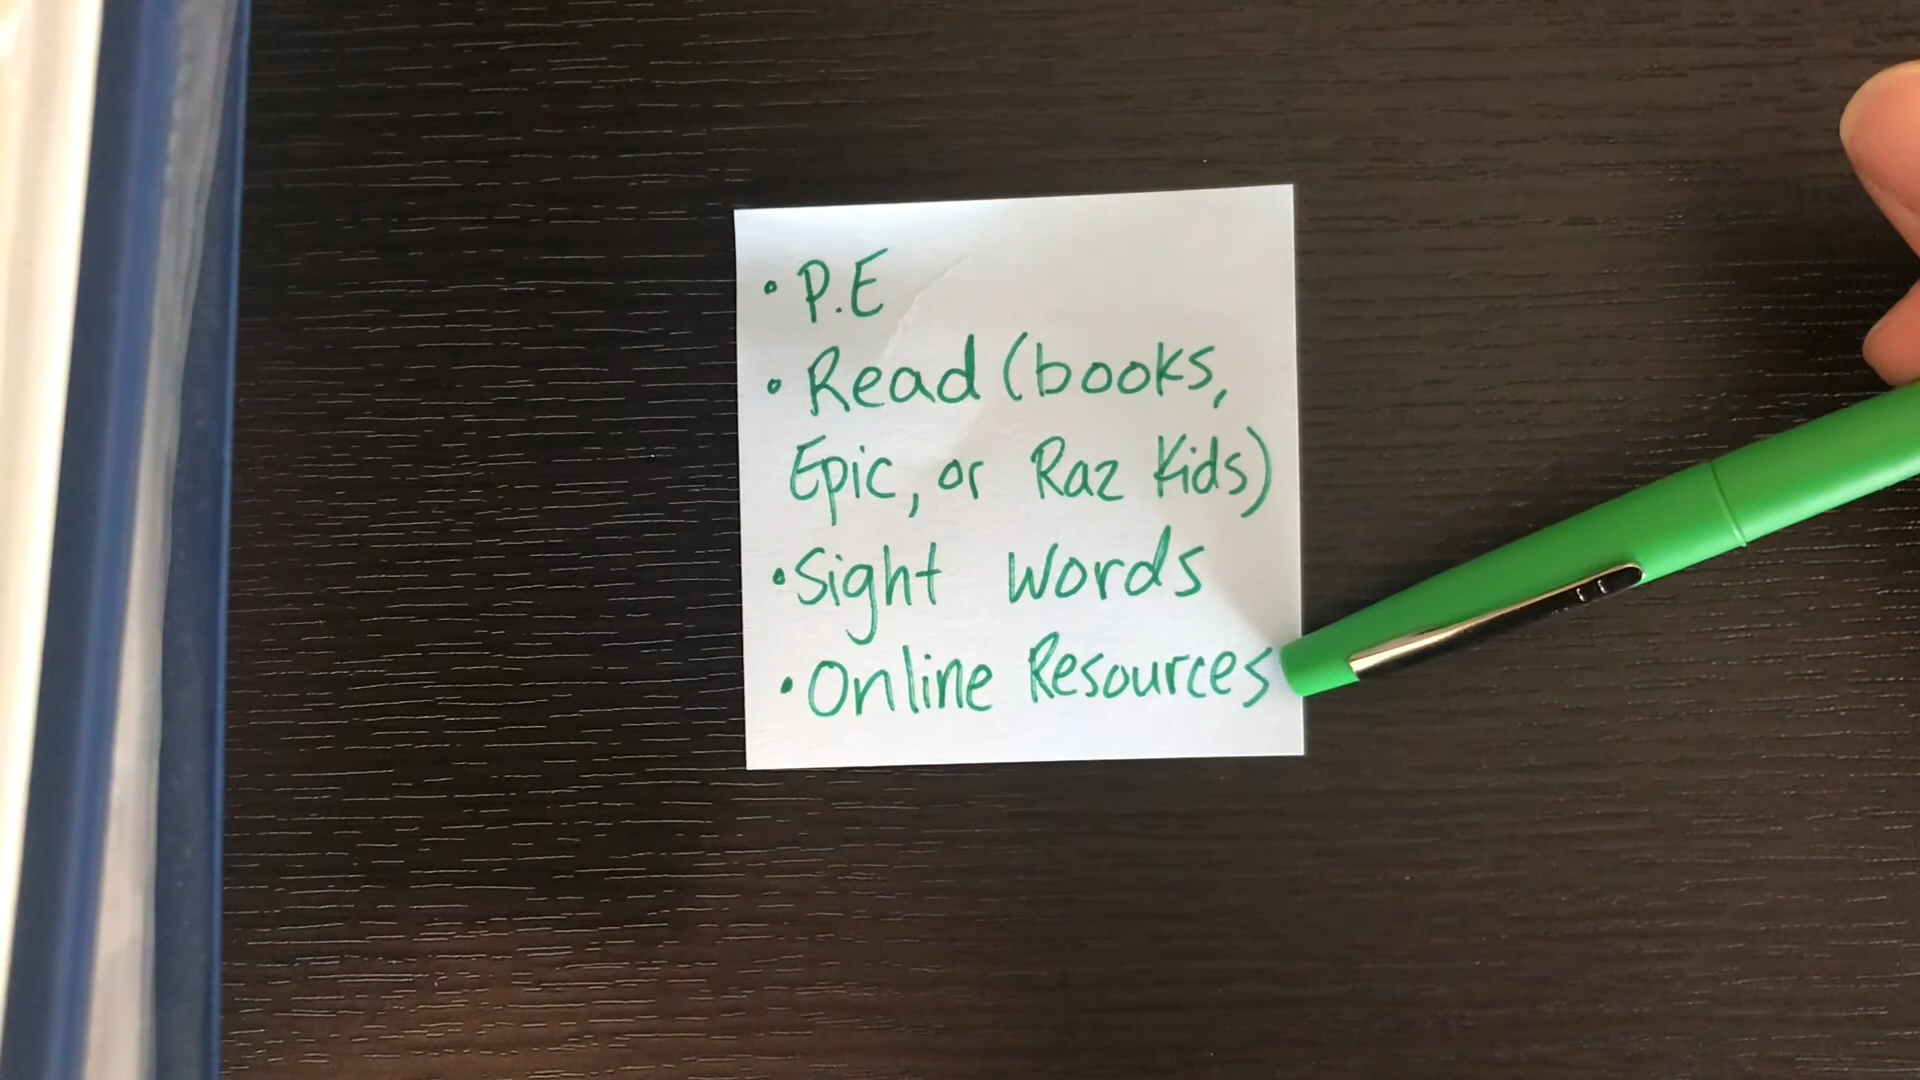 • P.E
• Read (books,
Epic, or Raz Kids)
• Sight Words
• Online Resources